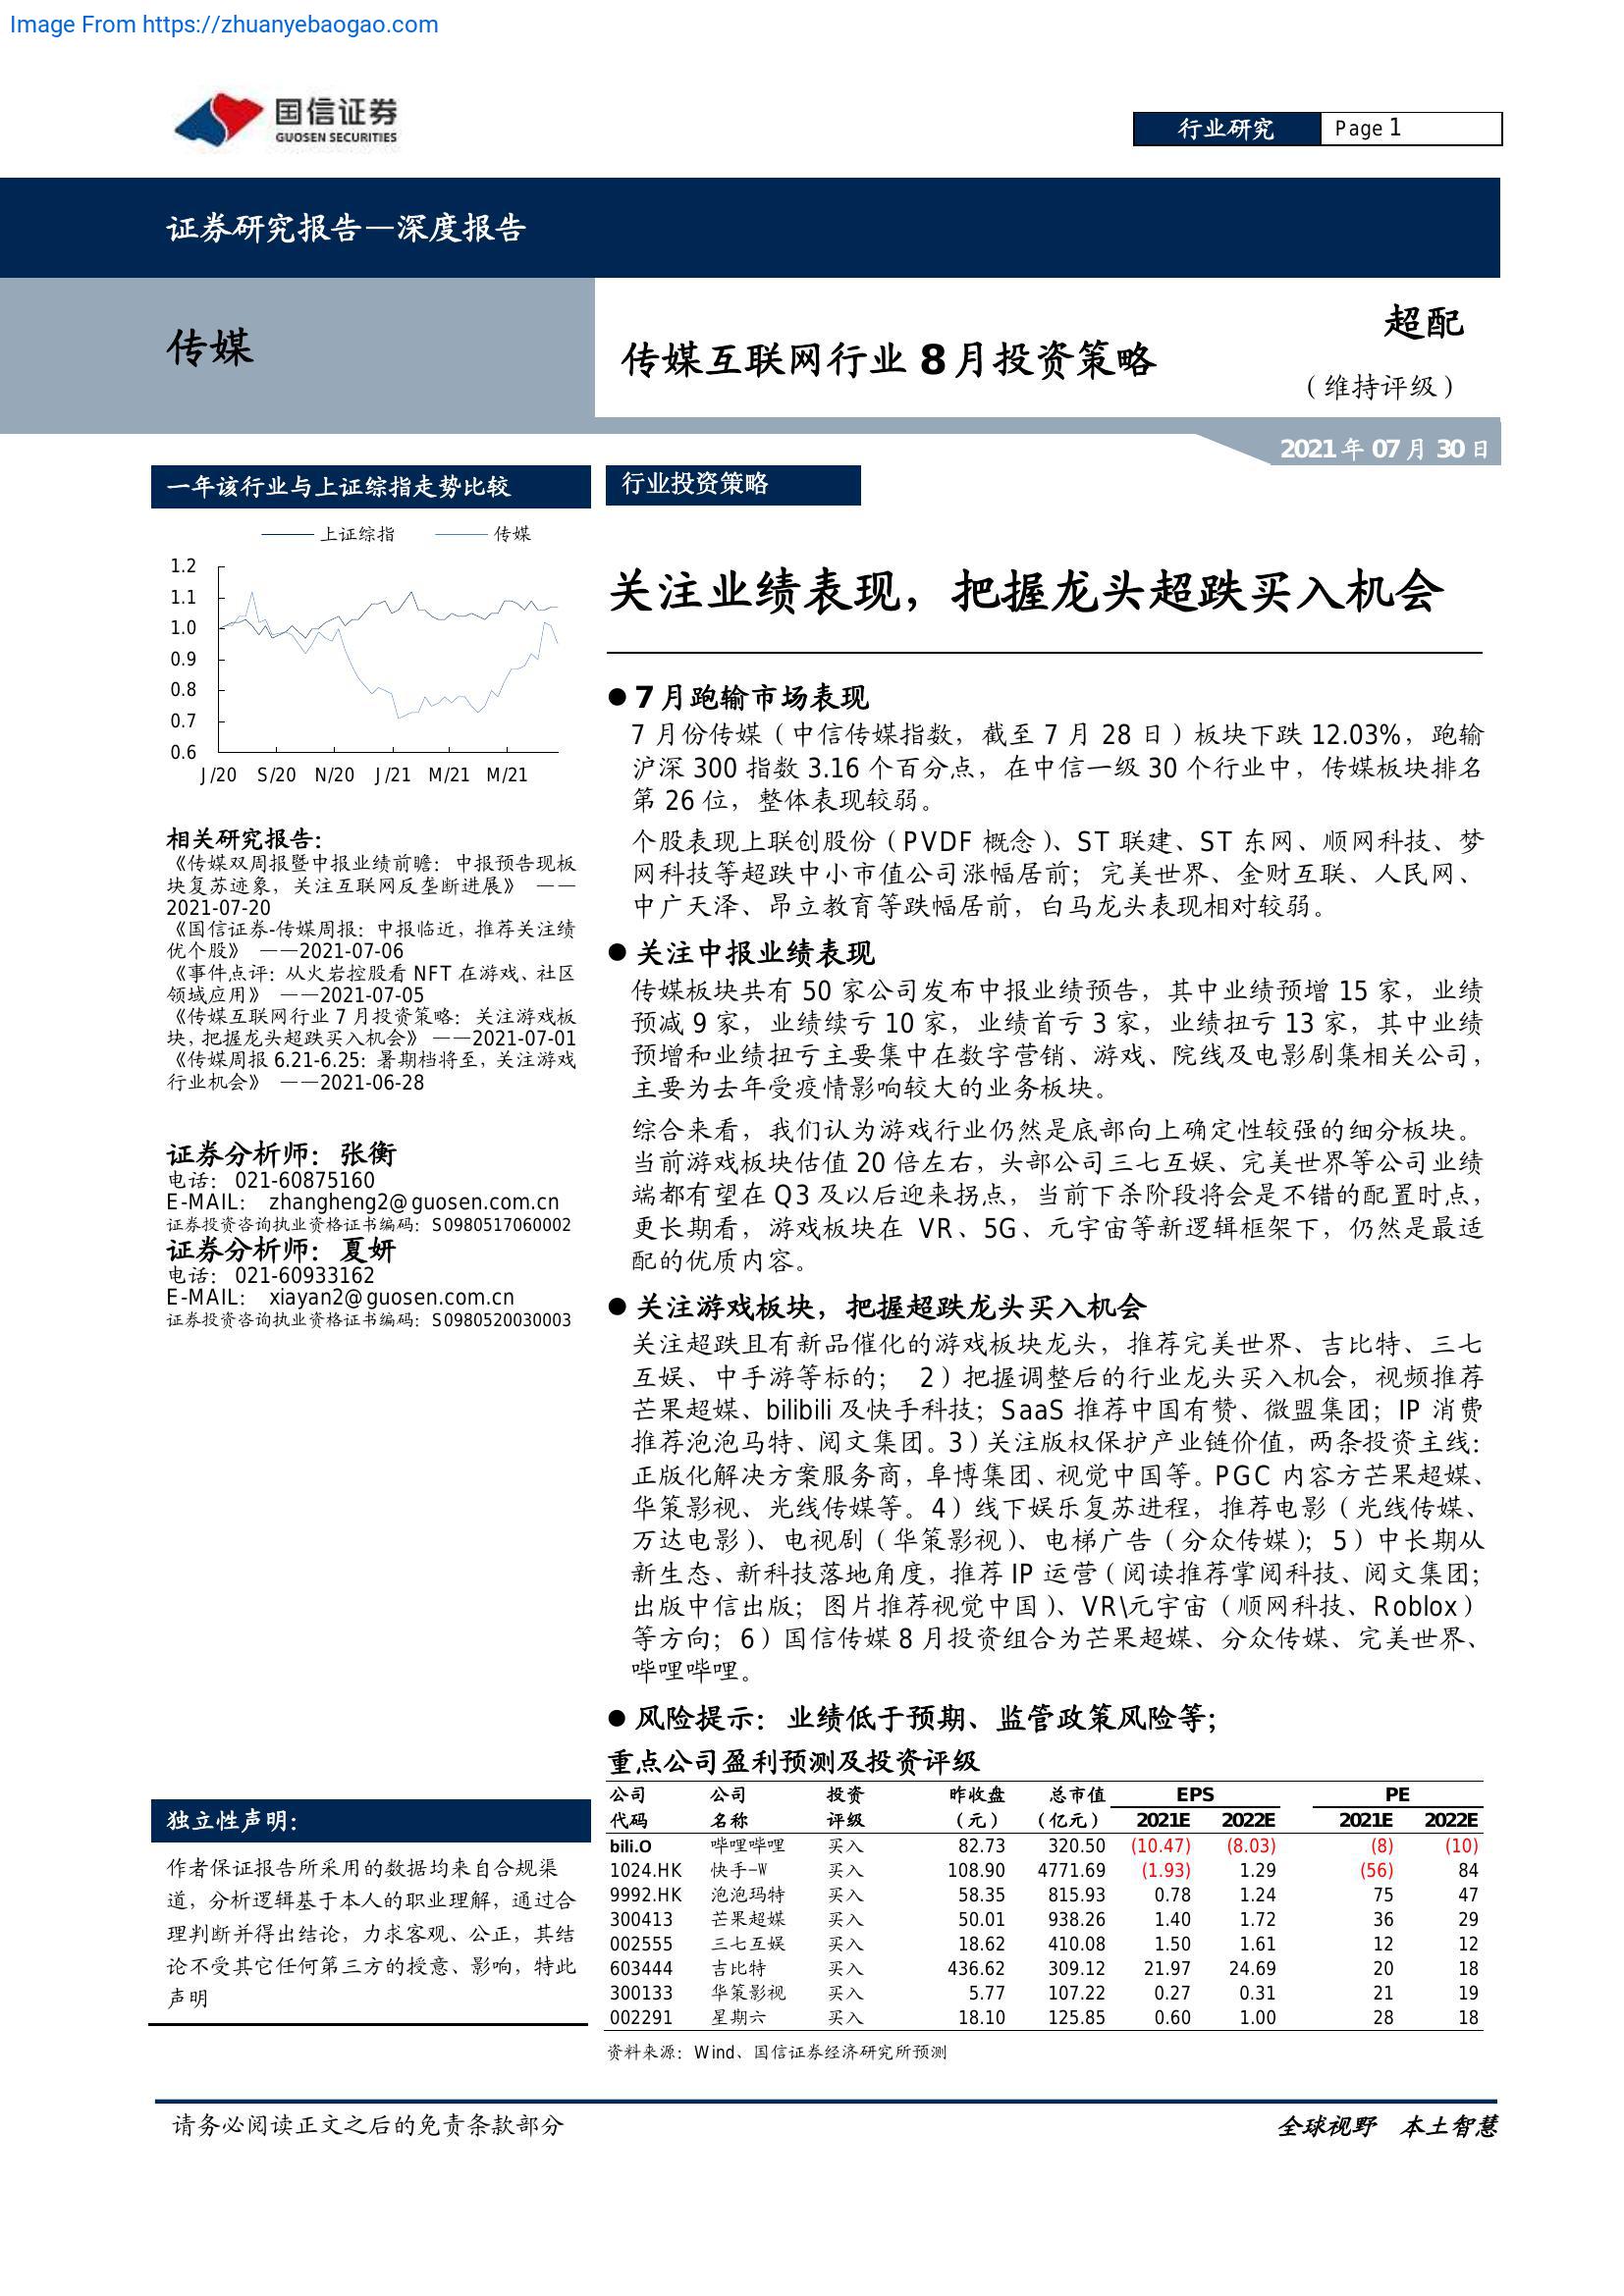 Image From https://zhuanyebaogao.com
国信证券
GUOSEN SECURITIES
行业研究 Page 1
证券研究报告—深度报告
传媒
传媒互联网行业 8 月投资策略
超配
（维持评级）
2021 年 07 月 30 日
一年该行业与上证综指走势比较
上证综指 传媒
1.2
1.1
1.0
0.9
0.8
0.7
0.6
J/20 S/20 N/20 J/21 M/21 M/21
相关研究报告：
《传媒双周报暨中报业绩前瞻：中报预告现板
块复苏迹象，关注互联网反垄断进展》 ——
2021-07-20
《国信证券-传媒周报：中报临近，推荐关注绩
优个股》 ——2021-07-06
《事件点评：从火岩控股看 NFT 在游戏、社区
领域应用》 ——2021-07-05
《传媒互联网行业 7 月投资策略：关注游戏板
块，把握龙头超跌买入机会》 ——2021-07-01
《传媒周报 6.21-6.25：暑期档将至，关注游戏
行业机会》 ——2021-06-28
证券分析师：张衡
电话： 021-60875160
E-MAIL： zhangheng2@guosen.com.cn
证券投资咨询执业资格证书编码：S0980517060002
证券分析师：夏妍
电话： 021-60933162
E-MAIL： xiayan2@guosen.com.cn
证券投资咨询执业资格证书编码：S0980520030003
独立性声明：
作者保证报告所采用的数据均来自合规渠
道，分析逻辑基于本人的职业理解，通过合
理判断并得出结论，力求客观、公正，其结
论不受其它任何第三方的授意、影响，特此
声明
行业投资策略
关注业绩表现，把握龙头超跌买入机会
● 7 月跑输市场表现
7 月份传媒（中信传媒指数，截至 7 月 28 日）板块下跌 12.03%，跑输
沪深 300 指数 3.16 个百分点，在中信一级 30 个行业中，传媒板块排名
第 26 位，整体表现较弱。
个股表现上联创股份（PVDF 概念）、ST 联建、ST 东网、顺网科技、梦
网科技等超跌中小市值公司涨幅居前；完美世界、金财互联、人民网、
中广天泽、昂立教育等跌幅居前，白马龙头表现相对较弱。
● 关注中报业绩表现
传媒板块共有 50 家公司发布中报业绩预告，其中业绩预增 15 家，业绩
预减 9 家，业绩续亏 10 家，业绩首亏 3 家，业绩扭亏 13 家，其中业绩
预增和业绩扭亏主要集中在数字营销、游戏、院线及电影剧集相关公司，
主要为去年受疫情影响较大的业务板块。
综合来看，我们认为游戏行业仍然是底部向上确定性较强的细分板块。
当前游戏板块估值 20 倍左右，头部公司三七互娱、完美世界等公司业绩
端都有望在 Q3 及以后迎来拐点，当前下杀阶段将会是不错的配置时点，
更长期看，游戏板块在 VR、5G、元宇宙等新逻辑框架下，仍然是最适
配的优质内容。
● 关注游戏板块，把握超跌龙头买入机会
关注超跌且有新品催化的游戏板块龙头，推荐完美世界、吉比特、三七
互娱、中手游等标的； 2）把握调整后的行业龙头买入机会，视频推荐
芒果超媒、bilibili 及快手科技；SaaS 推荐中国有赞、微盟集团；IP 消费
推荐泡泡马特、阅文集团。3）关注版权保护产业链价值，两条投资主线：
正版化解决方案服务商，阜博集团、视觉中国等。PGC 内容方芒果超媒、
华策影视、光线传媒等。4）线下娱乐复苏进程，推荐电影（光线传媒、
万达电影）、电视剧（华策影视）、电梯广告（分众传媒）；5）中长期从
新生态、新科技落地角度，推荐 IP 运营（阅读推荐掌阅科技、阅文集团；
出版中信出版；图片推荐视觉中国）、VR\元宇宙（顺网科技、Roblox）
等方向；6）国信传媒 8 月投资组合为芒果超媒、分众传媒、完美世界、
哔哩哔哩。
● 风险提示：业绩低于预期、监管政策风险等；
重点公司盈利预测及投资评级
公司 公司 投资 昨收盘 总市值 EPS PE
代码 名称 评级 （元） （亿元） 2021E 2022E 2021E 2022E
bili.O 哔哩哔哩 买入 82.73 320.50 (10.47) (8.03) (8) (10)
1024.HK 快手-W 买入 108.90 4771.69 (1.93) 1.29 (56) 84
9992.HK 泡泡玛特 买入 58.35 815.93 0.78 1.24 75 47
300413 芒果超媒 买入 50.01 938.26 1.40 1.72 36 29
002555 三七互娱 买入 18.62 410.08 1.50 1.61 12 12
603444 吉比特 买入 436.62 309.12 21.97 24.69 20 18
300133 华策影视 买入 5.77 107.22 0.27 0.31 21 19
002291 星期六 买入 18.10 125.85 0.60 1.00 28 18
资料来源：Wind、国信证券经济研究所预测
请务必阅读正文之后的免责条款部分
全球视野 本土智慧